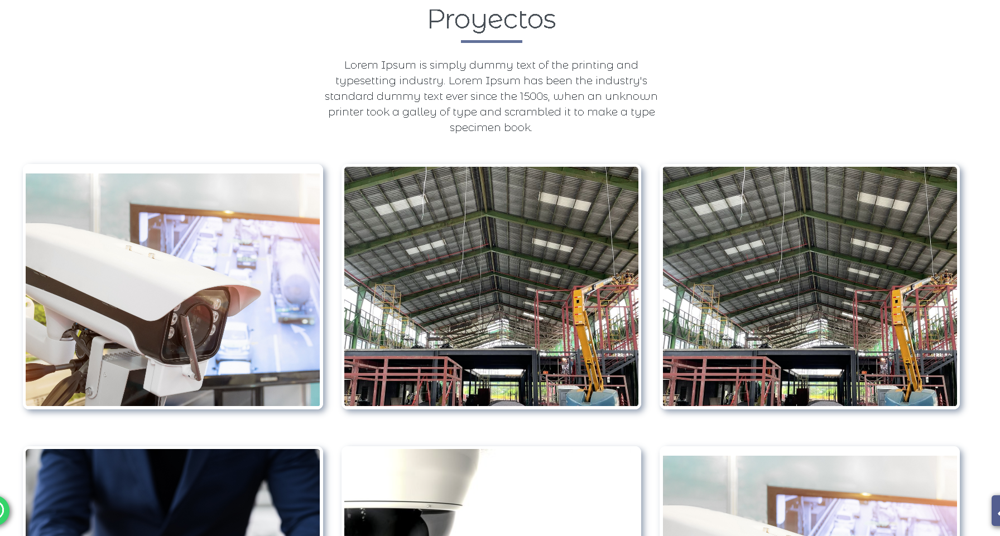 Proyectos
Lorem Ipsum is simply dummy text of the printing and
typesetting industry. Lorem Ipsum has been the industry's
standard dummy text ever since the 1500s, when an unknown
printer took a galley of type and scrambled it to make a type
specimen book.